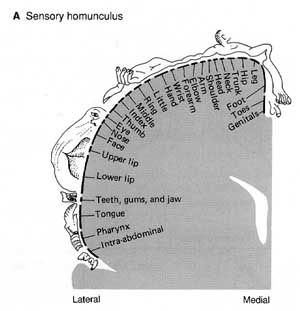 A Sensory homunculus
Leg
Hip
Trunk
Neck
Head
Shoulder
Arm
Elbow
Forearm
Wrist
Hand
Little
Ring
Middle
Index
Thumb
Eye
Nose
Face
Upper lip
Lower lip
Teeth, gums, and jaw
Tongue
Pharynx
Intra-abdominal
Foot
Toes
Genitals
Lateral
Medial